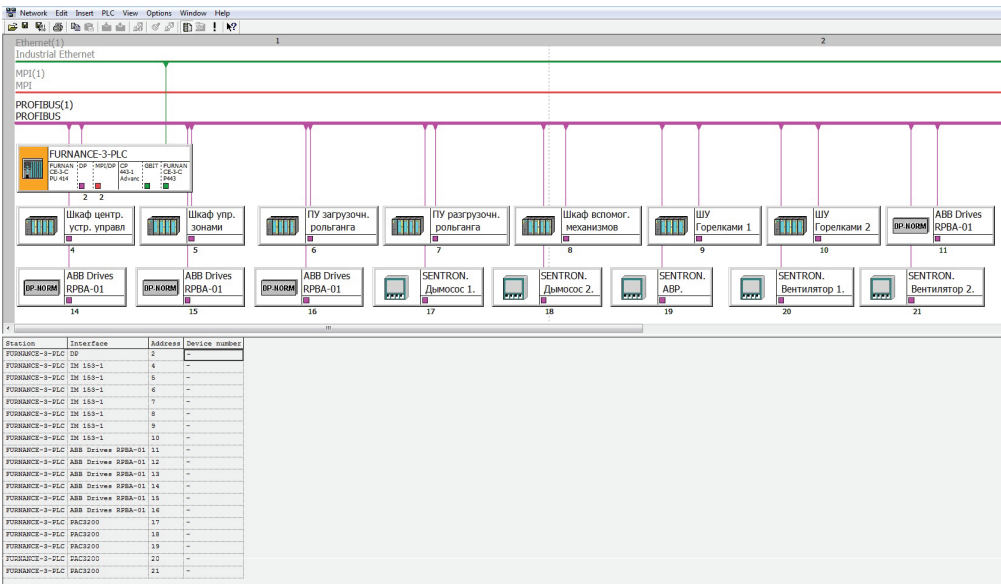 Network Edit Insert PLC View Options Window Help
1 2
Ethernet(1)
Industrial Ethernet
MPI(1)
MPI
PROFIBUS(1)
PROFIBUS
FURNANCE-3-PLC
FURNAN DP MPI/DP CP GBIT FURNAN
CE-3-C 443-1 CE-3-C
PU 414 Advanc P443
2 2
Шкаф центр. Шкаф упр. ПУ загрузочн. ПУ разгрузочн. Шкаф вспомог. ШУ ШУ ABB Drives
устр. управл зонами рольганга рольганга механизмов Горелками 1 Горелками 2 DP-NORM RPBA-01
4 5 6 7 8 9 10 11
ABB Drives ABB Drives ABB Drives SENTRON. SENTRON. SENTRON. SENTRON. SENTRON.
DP-NORM RPBA-01 DP-NORM RPBA-01 DP-NORM RPBA-01 Дымосос 1. Дымосос 2. АВР. Вентилятор 1. Вентилятор 2.
14 15 16 17 18 19 20 21
Station Interface Address Device number
FURNANCE-3-PLC DP 2 -
FURNANCE-3-PLC IM 153-1 4 -
FURNANCE-3-PLC IM 153-1 5 -
FURNANCE-3-PLC IM 153-1 6 -
FURNANCE-3-PLC IM 153-1 7 -
FURNANCE-3-PLC IM 153-1 8 -
FURNANCE-3-PLC IM 153-1 9 -
FURNANCE-3-PLC IM 153-1 10 -
FURNANCE-3-PLC ABB Drives RPBA-01 11 -
FURNANCE-3-PLC ABB Drives RPBA-01 12 -
FURNANCE-3-PLC ABB Drives RPBA-01 13 -
FURNANCE-3-PLC ABB Drives RPBA-01 14 -
FURNANCE-3-PLC ABB Drives RPBA-01 15 -
FURNANCE-3-PLC ABB Drives RPBA-01 16 -
FURNANCE-3-PLC PAC3200 17 -
FURNANCE-3-PLC PAC3200 18 -
FURNANCE-3-PLC PAC3200 19 -
FURNANCE-3-PLC PAC3200 20 -
FURNANCE-3-PLC PAC3200 21 -